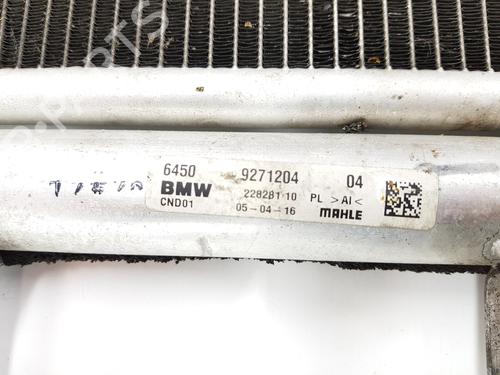 6450 9271204 04
BMW 228281 10 PL >Al<
CND01 05-04-16 MAHLE